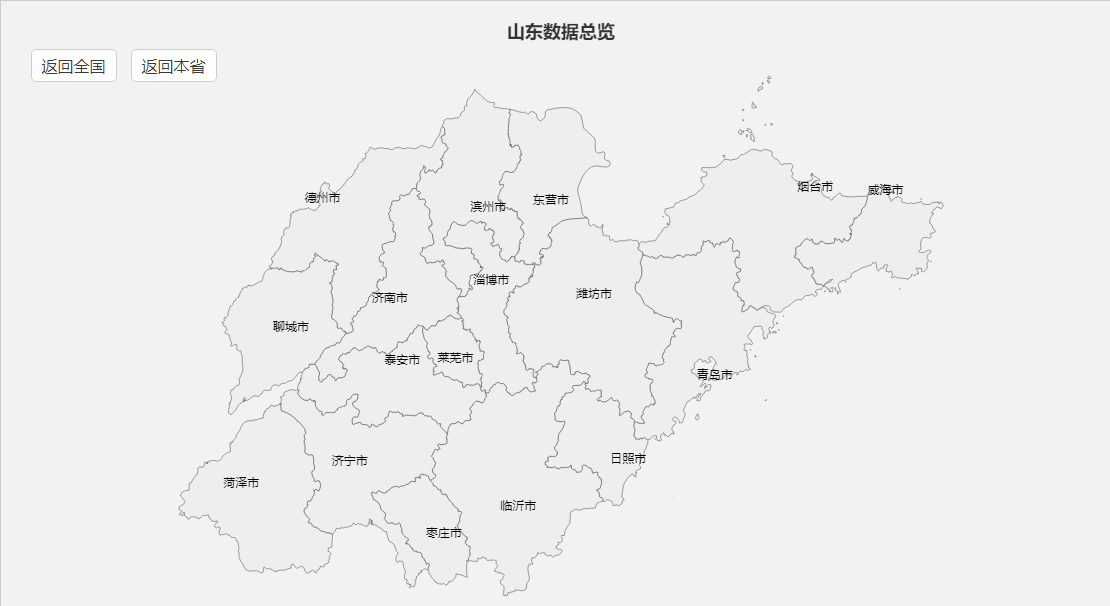 山东数据总览
返回全国
返回本省
德州市
滨州市
东营市
烟台市
威海市
聊城市
济南市
淄博市
潍坊市
泰安市
莱芜市
青岛市
菏泽市
济宁市
日照市
临沂市
枣庄市